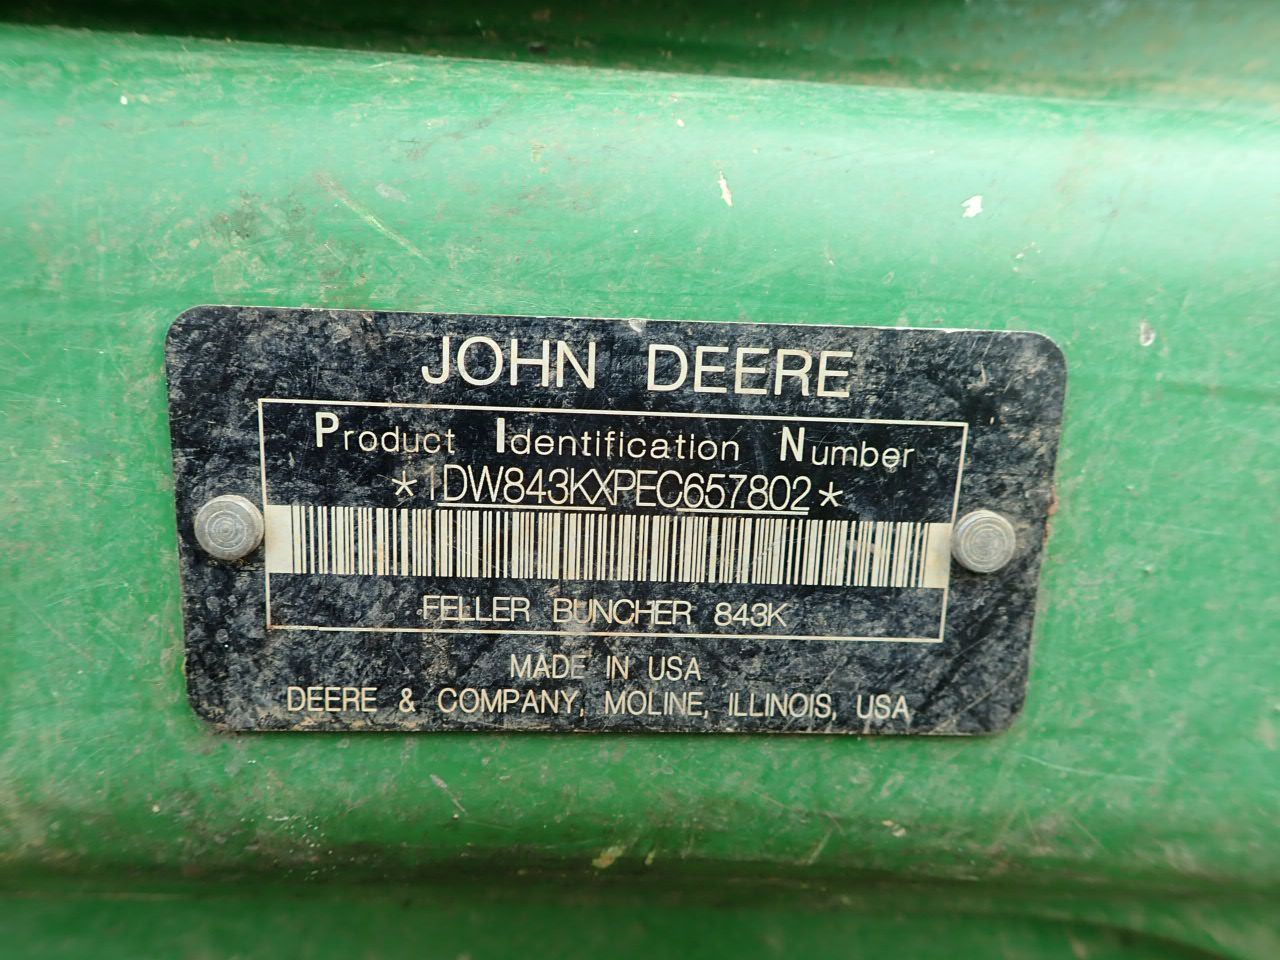 JOHN DEERE
Product Identification Number
*1DW843KXPEC657802*
FELLER BUNCHER 843K
MADE IN USA
DEERE & COMPANY, MOLINE, ILLINOIS, USA